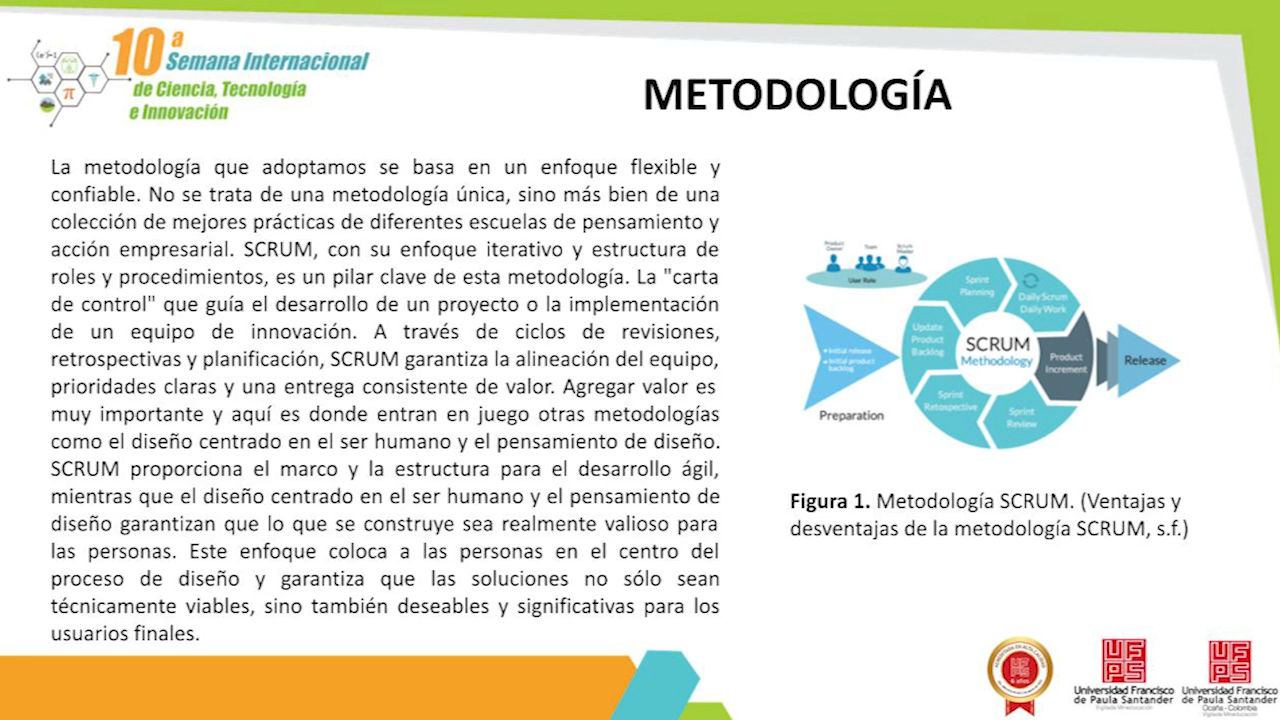 10ª
Semana Internacional
de Ciencia, Tecnología
e Innovación
METODOLOGÍA
La metodología que adoptamos se basa en un enfoque flexible y
confiable. No se trata de una metodología única, sino más bien de una
colección de mejores prácticas de diferentes escuelas de pensamiento y
acción empresarial. SCRUM, con su enfoque iterativo y estructura de
roles y procedimientos, es un pilar clave de esta metodología. La "carta
de control" que guía el desarrollo de un proyecto o la implementación
de un equipo de innovación. A través de ciclos de revisiones,
retrospectivas y planificación, SCRUM garantiza la alineación del equipo,
prioridades claras y una entrega consistente de valor. Agregar valor es
muy importante y aquí es donde entran en juego otras metodologías
como el diseño centrado en el ser humano y el pensamiento de diseño.
SCRUM proporciona el marco y la estructura para el desarrollo ágil,
mientras que el diseño centrado en el ser humano y el pensamiento de
diseño garantizan que lo que se construye sea realmente valioso para
las personas. Este enfoque coloca a las personas en el centro del
proceso de diseño y garantiza que las soluciones no sólo sean
técnicamente viables, sino también deseables y significativas para los
usuarios finales.
Product
Owner
Team
Scrum
Master
User Role
Initial release
Initial product
backlog
Preparation
Sprint
Planning
Daily Scrum
Daily Work
Update
Product
Backlog
SCRUM
Methodology
Product
Increment
Release
Sprint
Retospective
Sprint
Review
Figura 1. Metodología SCRUM. (Ventajas y
desventajas de la metodología SCRUM, s.f.)
UFPS
6 años
UFPS
Universidad Francisco
de Paula Santander
Vigilada Mineducación
UFPS
Universidad Francisco
de Paula Santander
Ocaña - Colombia
Vigilada Mineducación